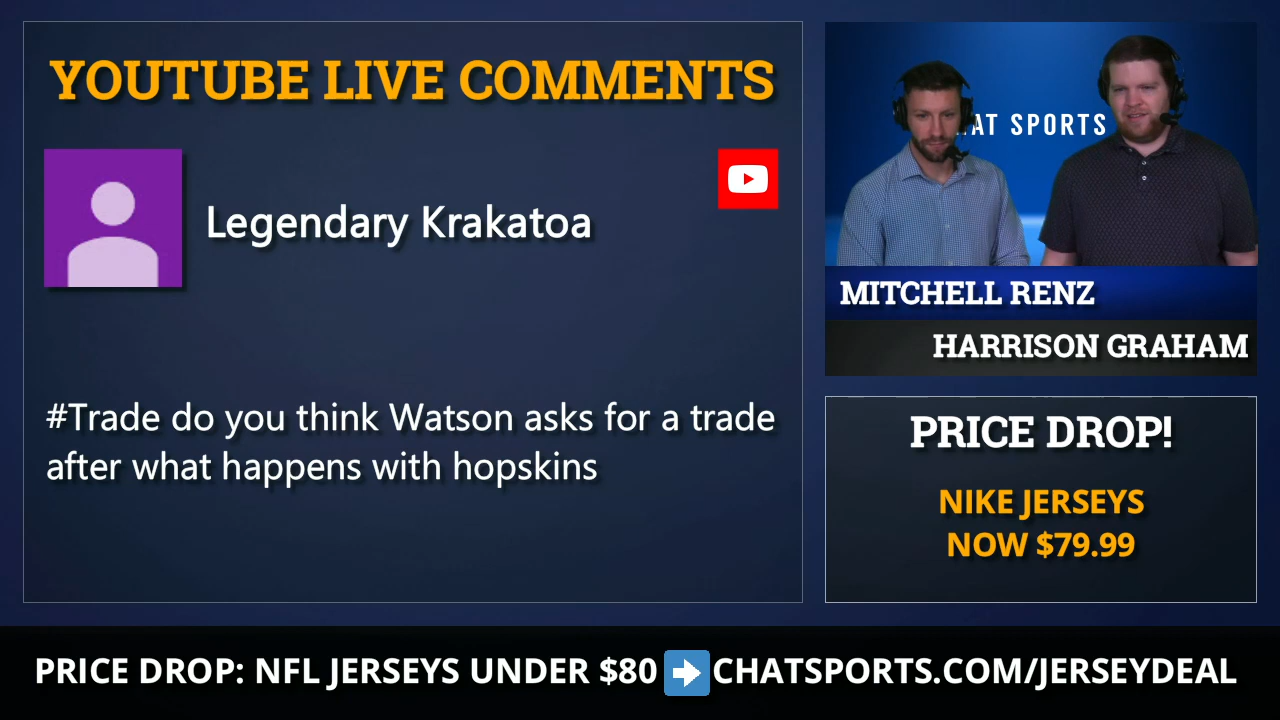 YOUTUBE LIVE COMMENTS
Legendary Krakatoa
#Trade do you think Watson asks for a trade
after what happens with hopskins
HAT SPORTS
MITCHELL RENZ
HARRISON GRAHAM
PRICE DROP!
NIKE JERSEYS
NOW $79.99
PRICE DROP: NFL JERSEYS UNDER $80 ➡ CHATSPORTS.COM/JERSEYDEAL